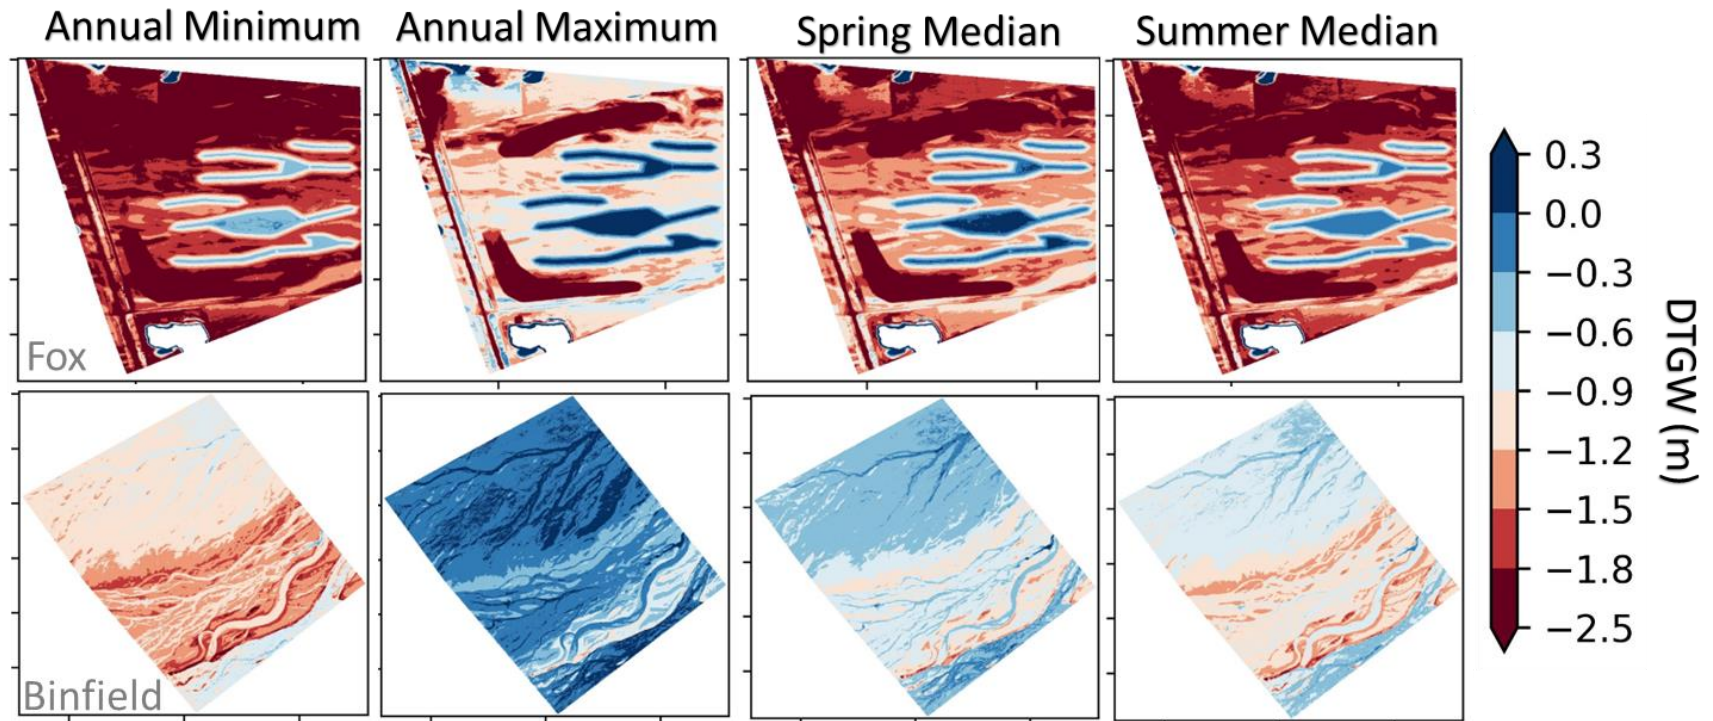 Annual Minimum
Annual Maximum
Spring Median
Summer Median
Fox
Binfield
0.3
0.0
−0.3
−0.6
−0.9
−1.2
−1.5
−1.8
−2.5
DTGW (m)